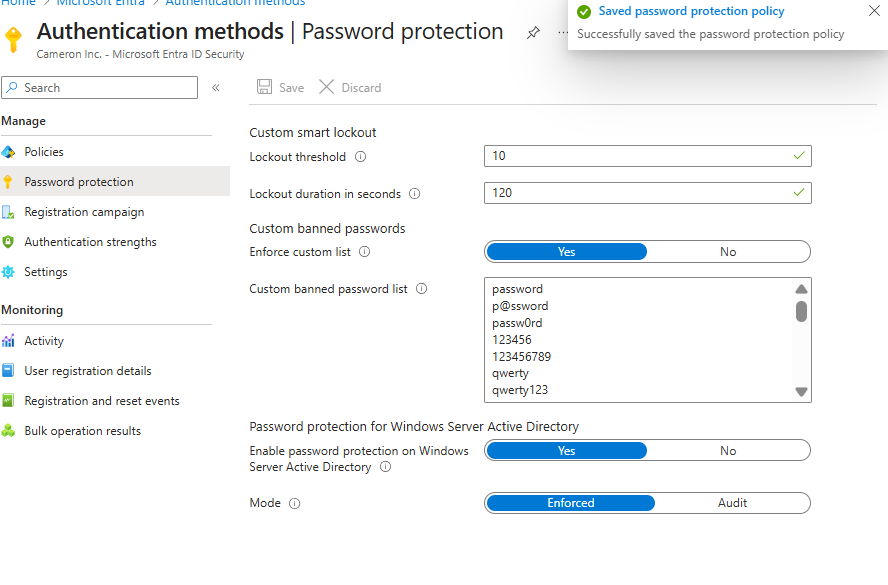 Home > Microsoft Entra > Authentication methods
Authentication methods | Password protection
Cameron Inc. - Microsoft Entra ID Security
Saved password protection policy
Successfully saved the password protection policy
Search
«
Save
Discard
Manage
Policies
Password protection
Registration campaign
Authentication strengths
Settings
Monitoring
Activity
User registration details
Registration and reset events
Bulk operation results
Custom smart lockout
Lockout threshold
10
Lockout duration in seconds
120
Custom banned passwords
Enforce custom list
Yes No
Custom banned password list
password
p@ssword
passw0rd
123456
123456789
qwerty
qwerty123
Password protection for Windows Server Active Directory
Enable password protection on Windows
Server Active Directory
Yes No
Mode
Enforced Audit